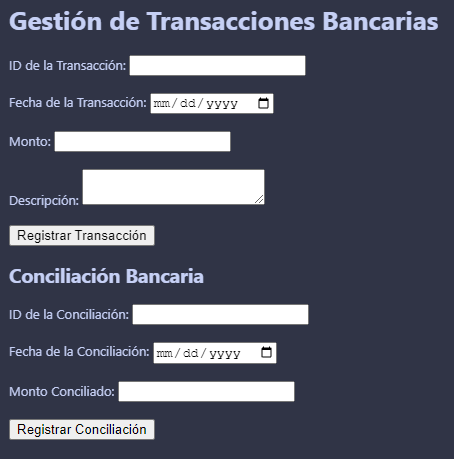 Gestión de Transacciones Bancarias
ID de la Transacción:
Fecha de la Transacción: mm/dd/yyyy
Monto:
Descripción:
Registrar Transacción
Conciliación Bancaria
ID de la Conciliación:
Fecha de la Conciliación: mm/dd/yyyy
Monto Conciliado:
Registrar Conciliación